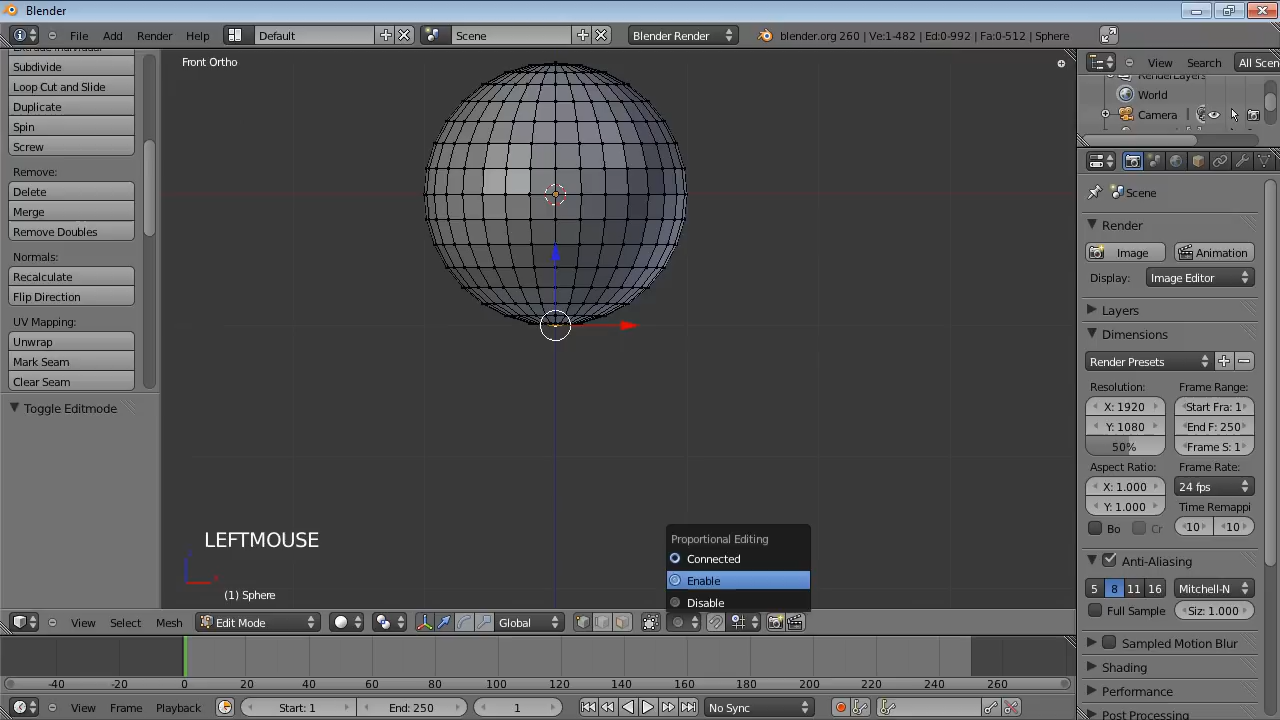 Blender
File Add Render Help Default Scene Blender Render blender.org 260 | Ve:1-482 | Ed:0-992 | Fa:0-512 | Sphere
Subdivide
Loop Cut and Slide
Duplicate
Spin
Screw
Remove:
Delete
Merge
Remove Doubles
Normals:
Recalculate
Flip Direction
UV Mapping:
Unwrap
Mark Seam
Clear Seam
Toggle Editmode
Front Ortho
LEFTMOUSE
(1) Sphere
Proportional Editing
Connected
Enable
Disable
View Select Mesh Edit Mode Global
-40 -20 0 20 40 60 80 100 120 140 160 180 200 220 240 260
View Frame Playback Start: 1 End: 250 1 No Sync
View Search All Scen
RenderLayers
World
Camera
Scene
Render
Image Animation
Display: Image Editor
Layers
Dimensions
Render Presets
Resolution: Frame Range:
X: 1920 Start Fra: 1
Y: 1080 End F: 250
50% Frame S: 1
Aspect Ratio: Frame Rate:
X: 1.000 24 fps
Y: 1.000 Time Remappi
Bo Cr 10 10
Anti-Aliasing
5 8 11 16 Mitchell-N
Full Sample Siz: 1.000
Sampled Motion Blur
Shading
Performance
Post Processing